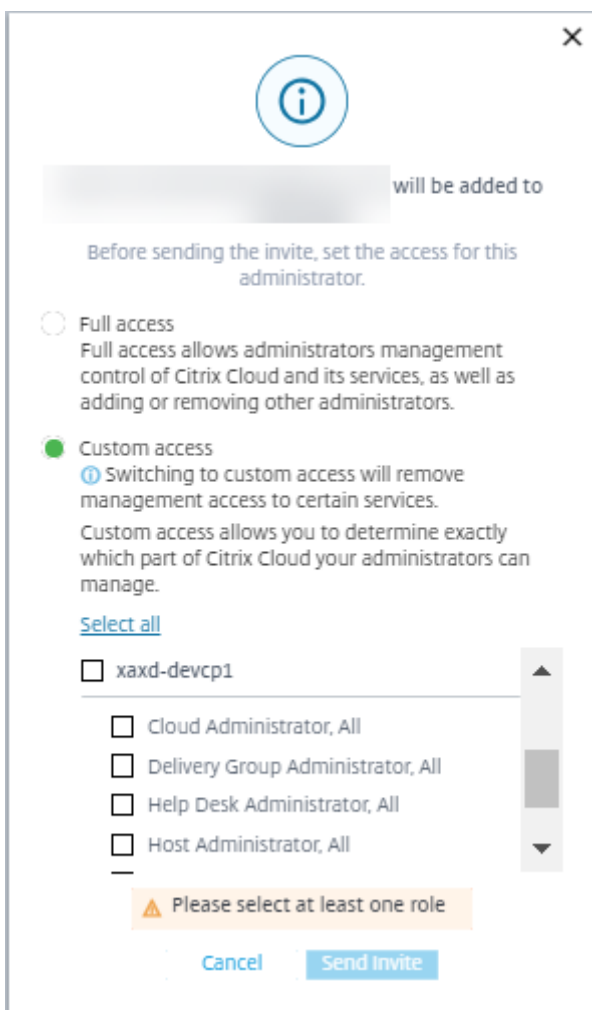 will be added to
Before sending the invite, set the access for this
administrator.
Full access
Full access allows administrators management
control of Citrix Cloud and its services, as well as
adding or removing other administrators.
Custom access
Switching to custom access will remove
management access to certain services.
Custom access allows you to determine exactly
which part of Citrix Cloud your administrators can
manage.
Select all
xaxd-devcp1
Cloud Administrator, All
Delivery Group Administrator, All
Help Desk Administrator, All
Host Administrator, All
Please select at least one role
Cancel
Send Invite